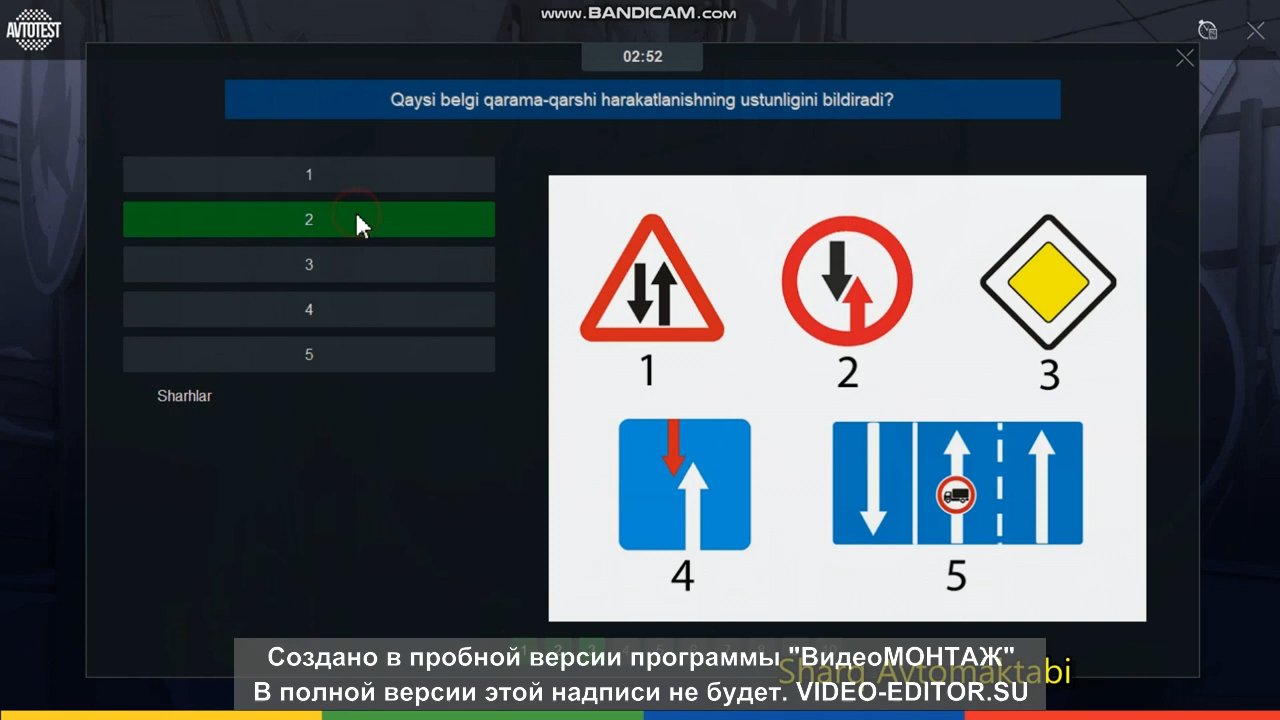 www.BANDICAM.com
AVTOTEST
02:52
Qaysi belgi qarama-qarshi harakatlanishning ustunligini bildiradi?
1
2
3
4
5
Sharhlar
1
2
3
4
5
Создано в пробной версии программы "ВидеоМОНТАЖ"
Sharq Avtomaktabi
В полной версии этой надписи не будет. VIDEO-EDITOR.SU